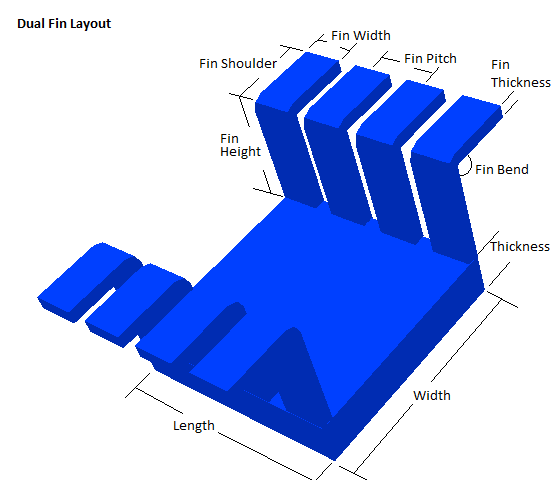 Dual Fin Layout
Fin Width
Fin Shoulder
Fin Pitch
Fin
Thickness
Fin
Height
Fin Bend
Thickness
Width
Length